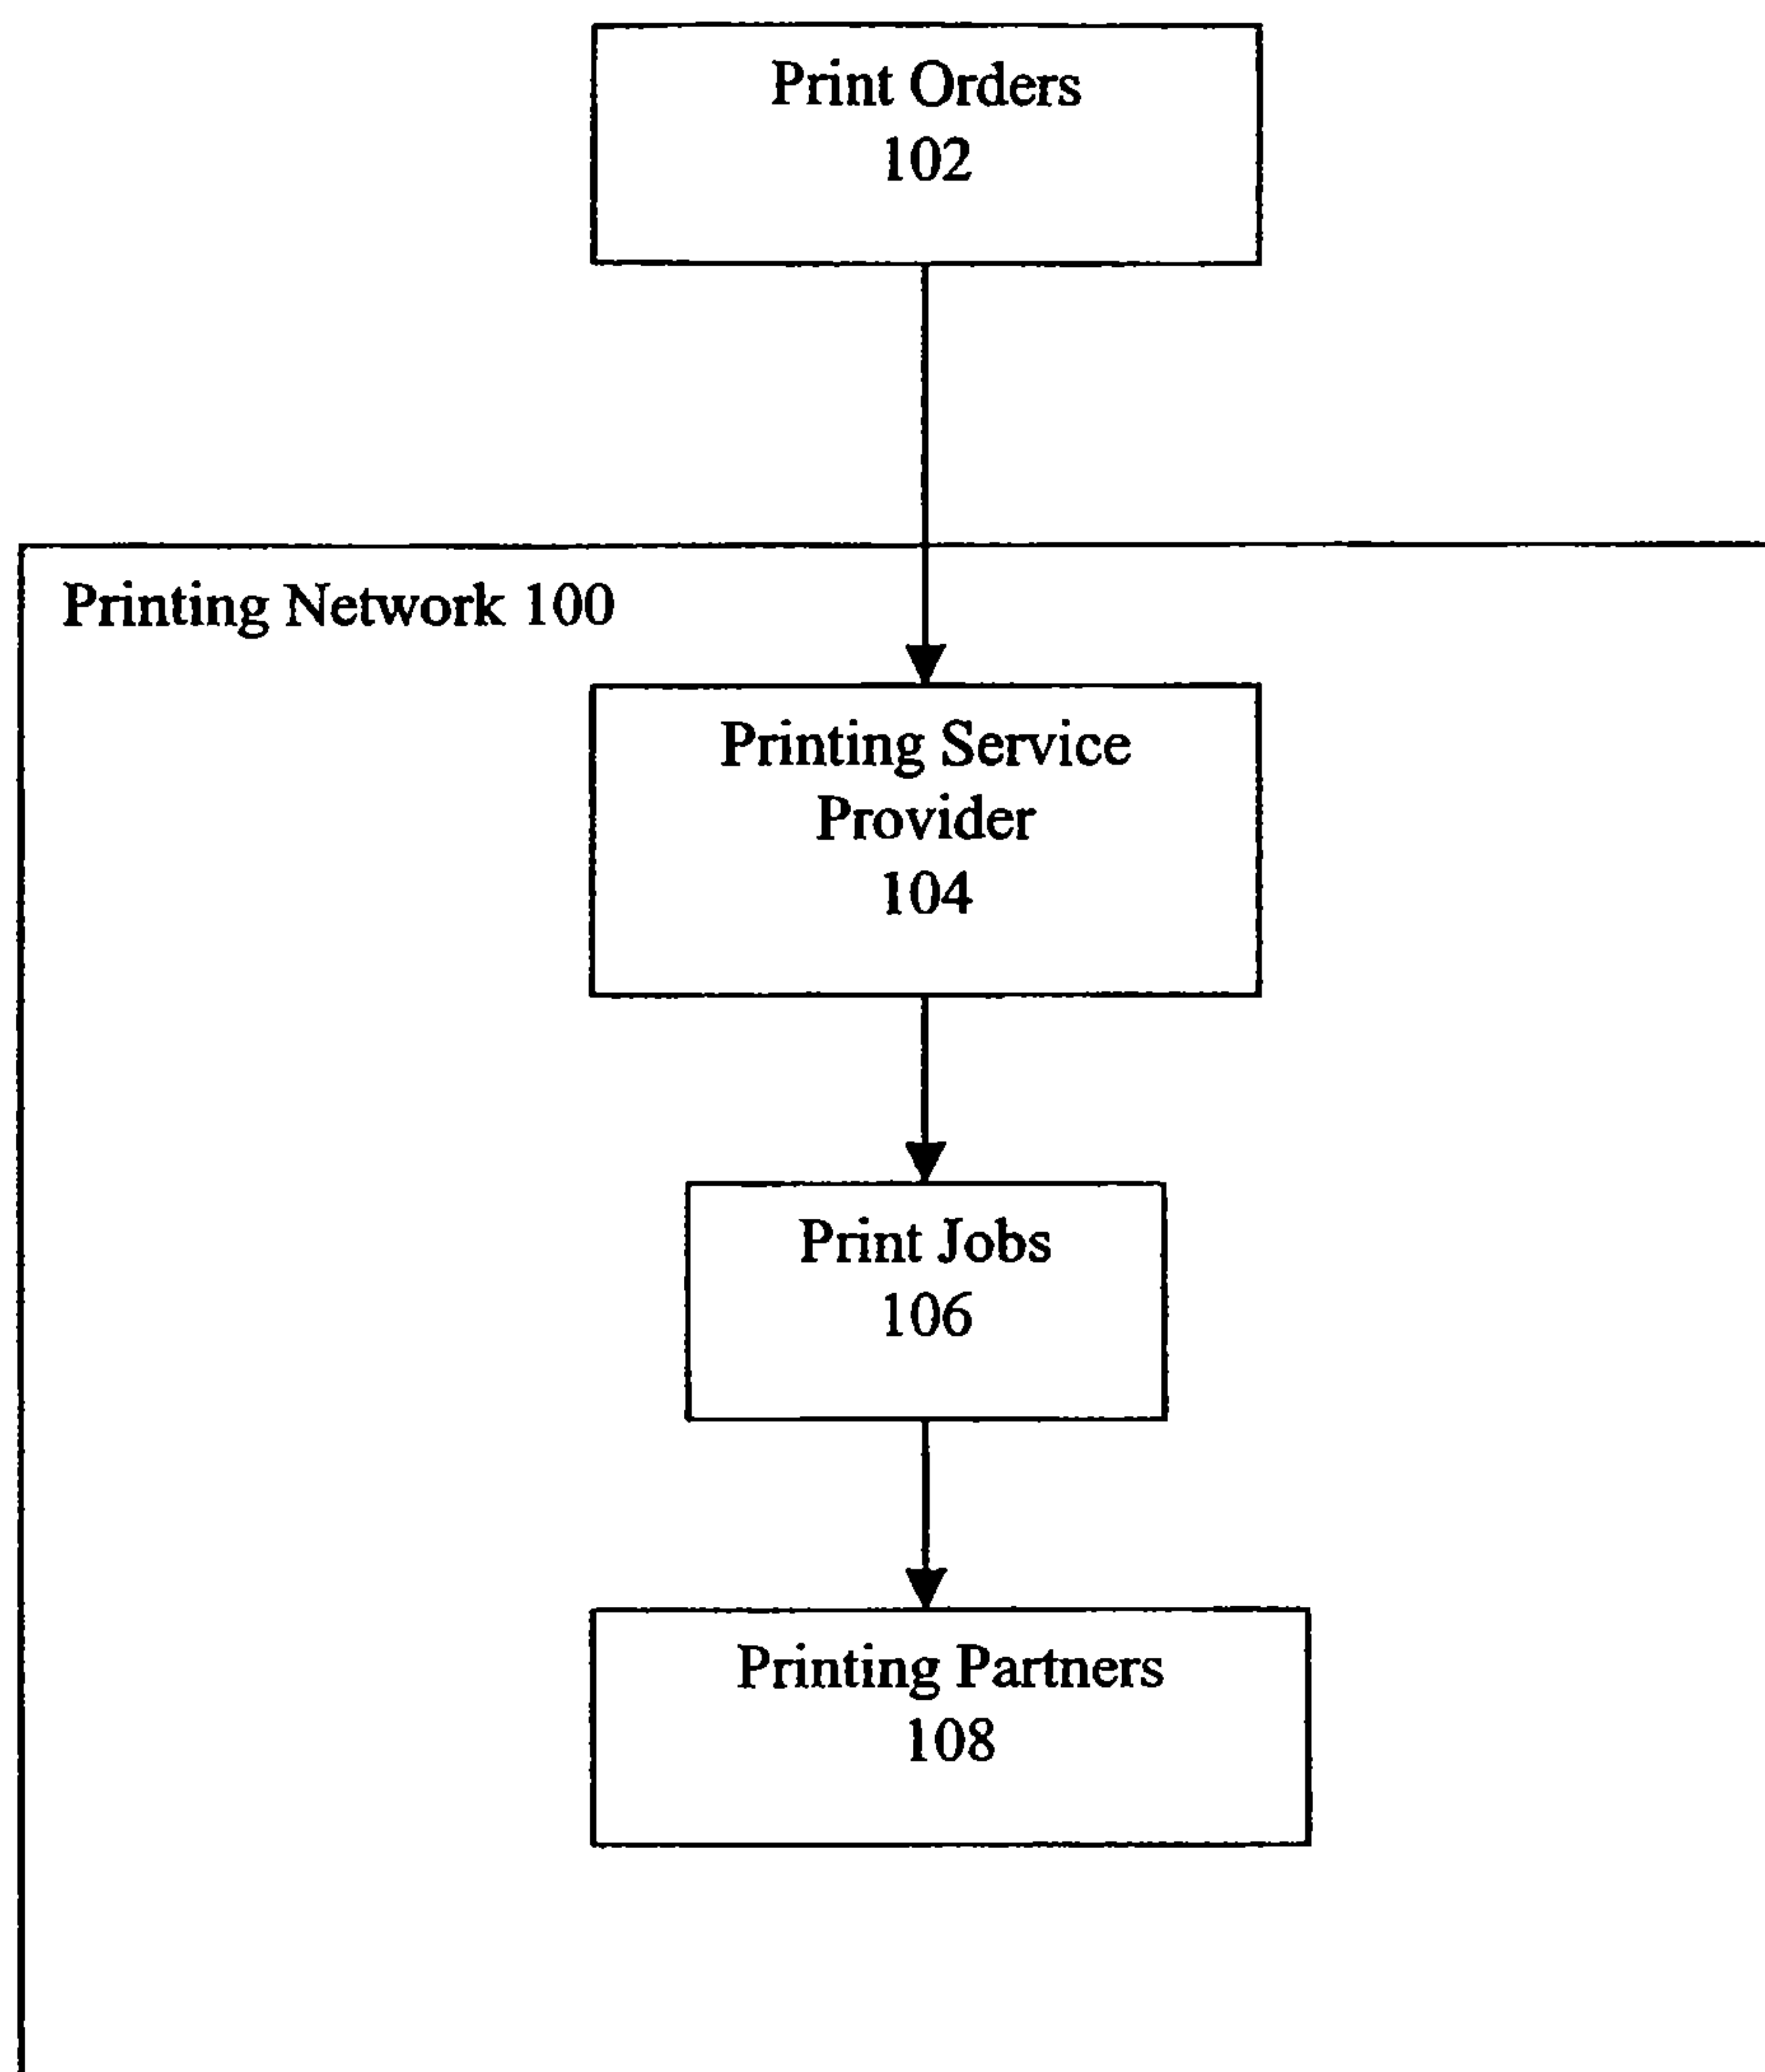 Print Orders
102
Printing Network 100
Printing Service
Provider
104
Print Jobs
106
Printing Partners
108